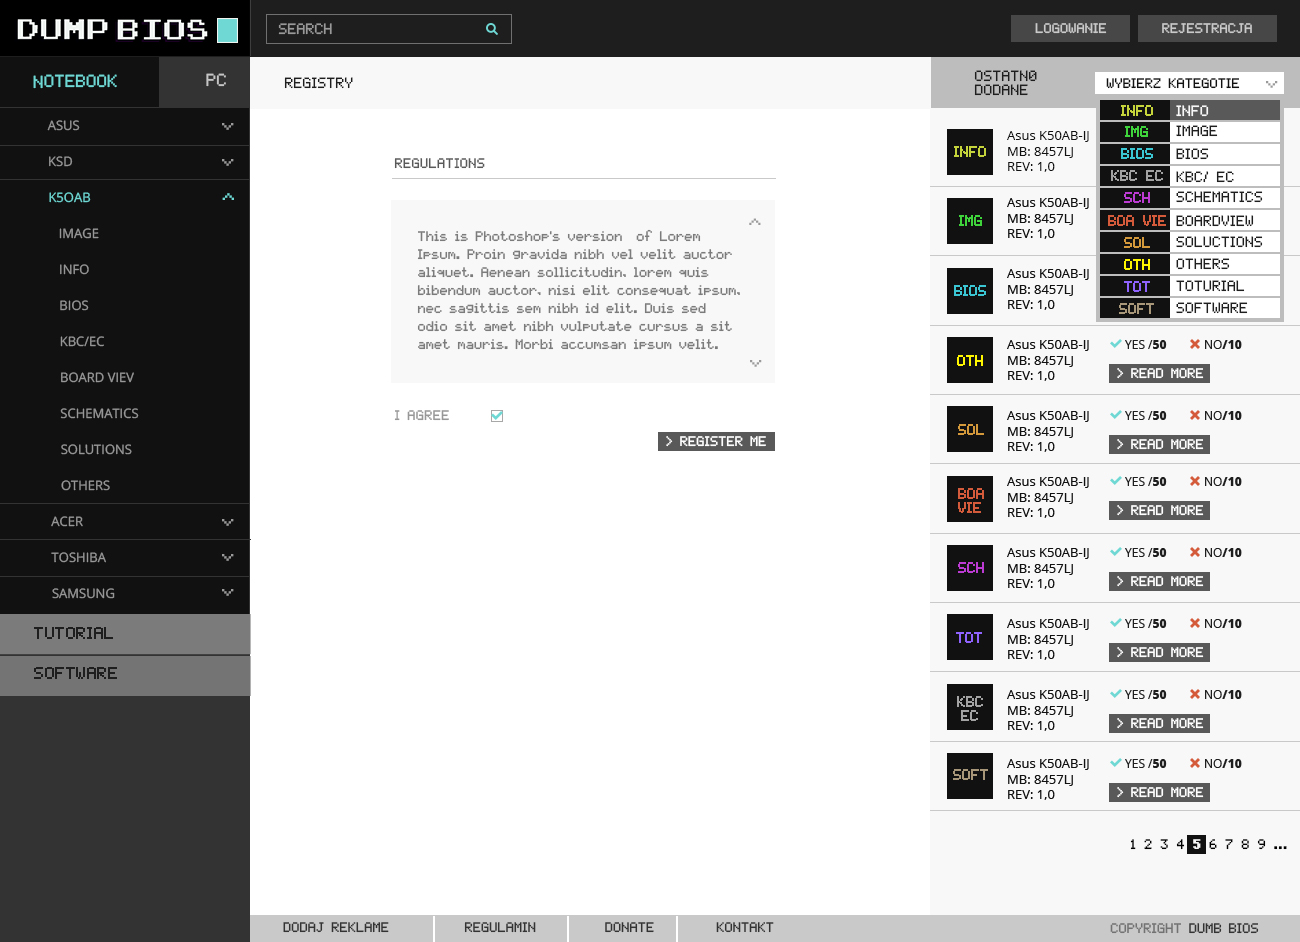 DUMP BIOS
SEARCH
LOGOWANIE
REJESTRACJA
NOTEBOOK
PC
ASUS
KSD
K5OAB
IMAGE
INFO
BIOS
KBC/EC
BOARD VIEV
SCHEMATICS
SOLUTIONS
OTHERS
ACER
TOSHIBA
SAMSUNG
TUTORIAL
SOFTWARE
REGISTRY
REGULATIONS
This is Photoshop's version of Lorem
Ipsum. Proin gravida nibh vel velit auctor
aliquet. Aenean sollicitudin, lorem quis
bibendum auctor, nisi elit consequat ipsum,
nec sagittis sem nibh id elit. Duis sed
odio sit amet nibh vulputate cursus a sit
amet mauris. Morbi accumsan ipsum velit.
I AGREE
> REGISTER ME
OSTATNO
DODANE
WYBIERZ KATEGOTIE
INFO INFO
IMG IMAGE
BIOS BIOS
KBC EC KBC/ EC
SCH SCHEMATICS
BOA VIE BOARDVIEW
SOL SOLUCTIONS
OTH OTHERS
TOT TOTURIAL
SOFT SOFTWARE
INFO
Asus K50AB-IJ
MB: 8457LJ
REV: 1,0
IMG
Asus K50AB-IJ
MB: 8457LJ
REV: 1,0
BIOS
Asus K50AB-IJ
MB: 8457LJ
REV: 1,0
OTH
Asus K50AB-IJ
MB: 8457LJ
REV: 1,0
YES /50 NO/10
> READ MORE
SOL
Asus K50AB-IJ
MB: 8457LJ
REV: 1,0
YES /50 NO/10
> READ MORE
BOA
VIE
Asus K50AB-IJ
MB: 8457LJ
REV: 1,0
YES /50 NO/10
> READ MORE
SCH
Asus K50AB-IJ
MB: 8457LJ
REV: 1,0
YES /50 NO/10
> READ MORE
TOT
Asus K50AB-IJ
MB: 8457LJ
REV: 1,0
YES /50 NO/10
> READ MORE
KBC
EC
Asus K50AB-IJ
MB: 8457LJ
REV: 1,0
YES /50 NO/10
> READ MORE
SOFT
Asus K50AB-IJ
MB: 8457LJ
REV: 1,0
YES /50 NO/10
> READ MORE
1 2 3 4 5 6 7 8 9 ...
DODAJ REKLAME
REGULAMIN
DONATE
KONTAKT
COPYRIGHT DUMB BIOS